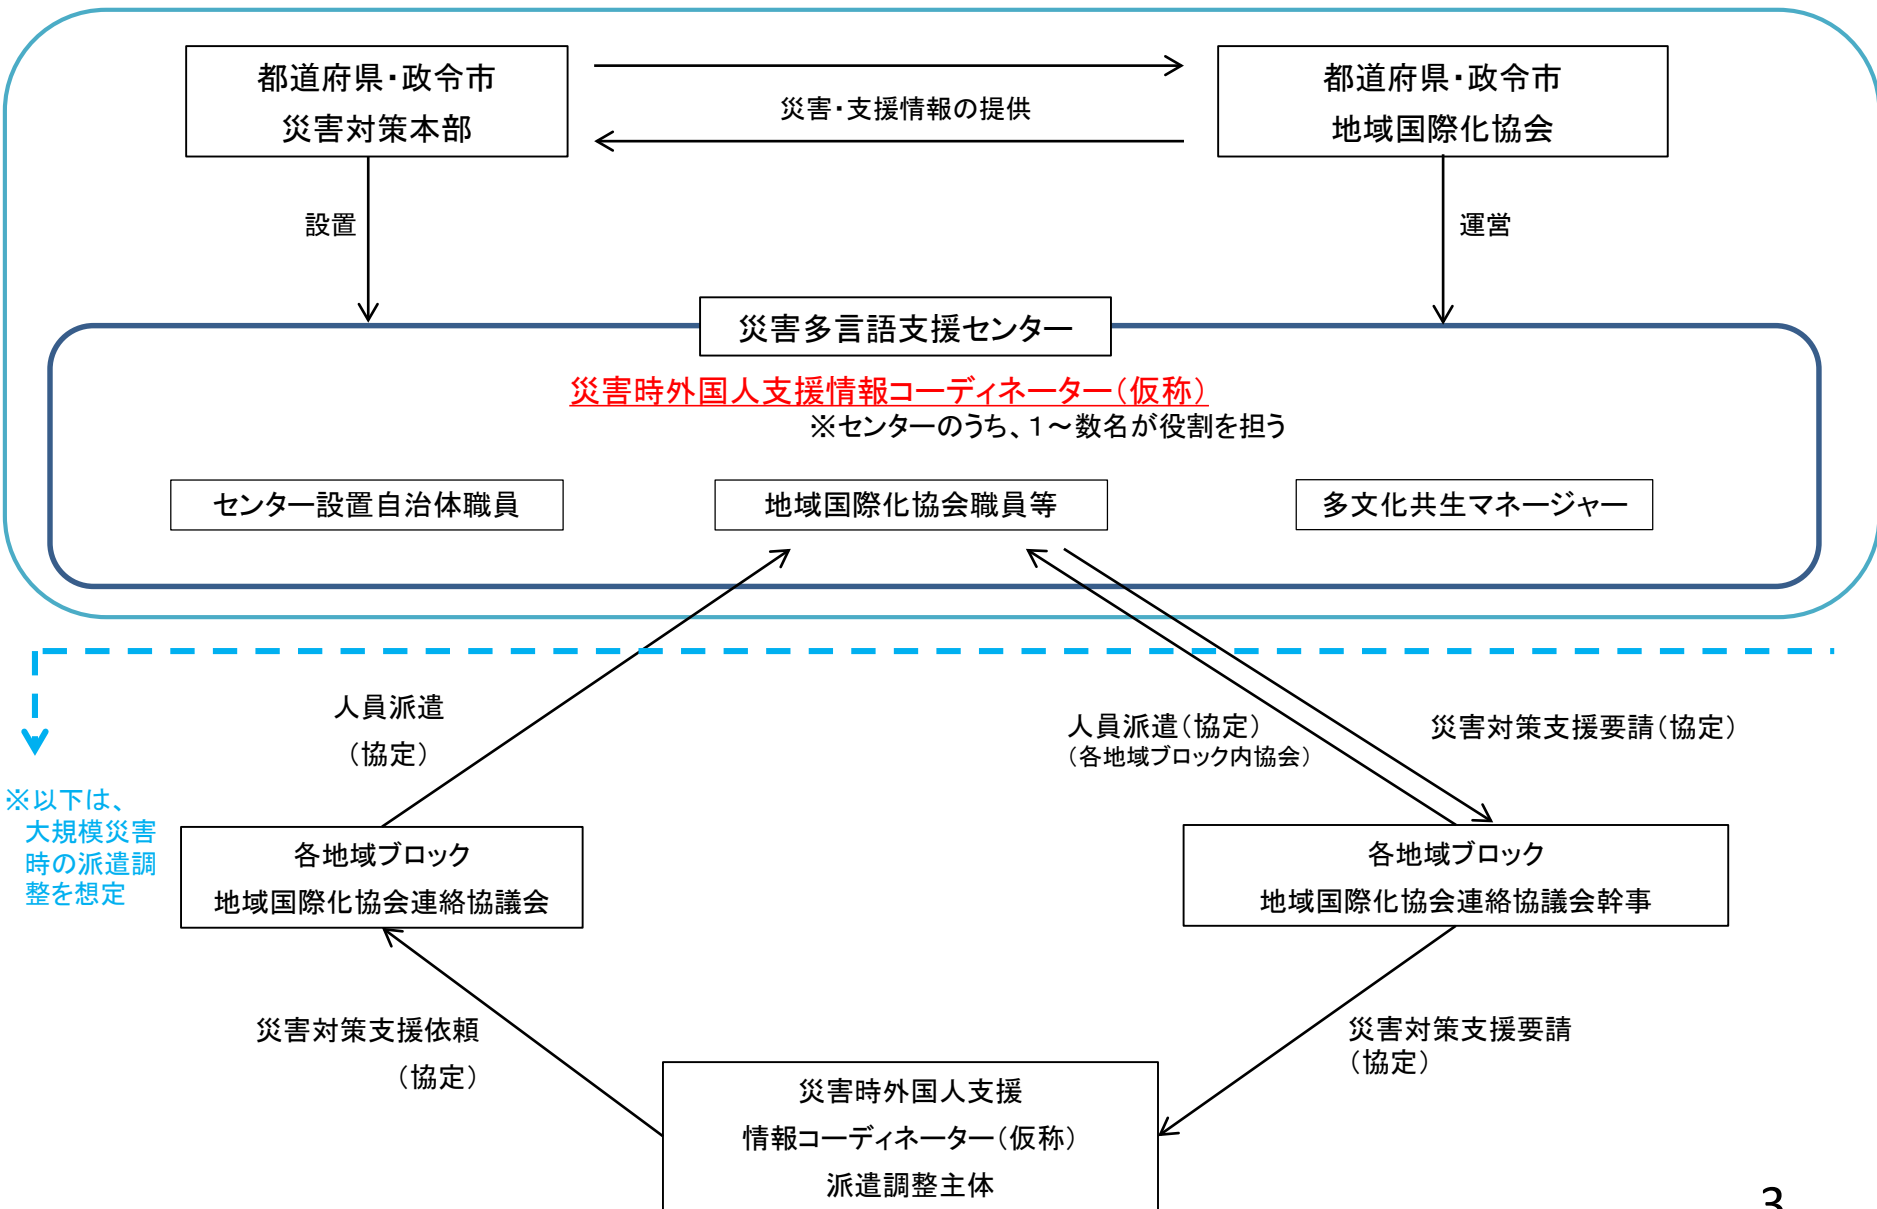 都道府県・政令市
災害対策本部
災害・支援情報の提供
都道府県・政令市
地域国際化協会
設置
運営
災害多言語支援センター
災害時外国人支援情報コーディネーター（仮称）
※センターのうち、１～数名が役割を担う
センター設置自治体職員
地域国際化協会職員等
多文化共生マネージャー
人員派遣
（協定）
人員派遣（協定）
（各地域ブロック内協会）
災害対策支援要請（協定）
※以下は、
大規模災害
時の派遣調
整を想定
各地域ブロック
地域国際化協会連絡協議会
各地域ブロック
地域国際化協会連絡協議会幹事
災害対策支援依頼
（協定）
災害対策支援要請
（協定）
災害時外国人支援
情報コーディネーター（仮称）
派遣調整主体
3